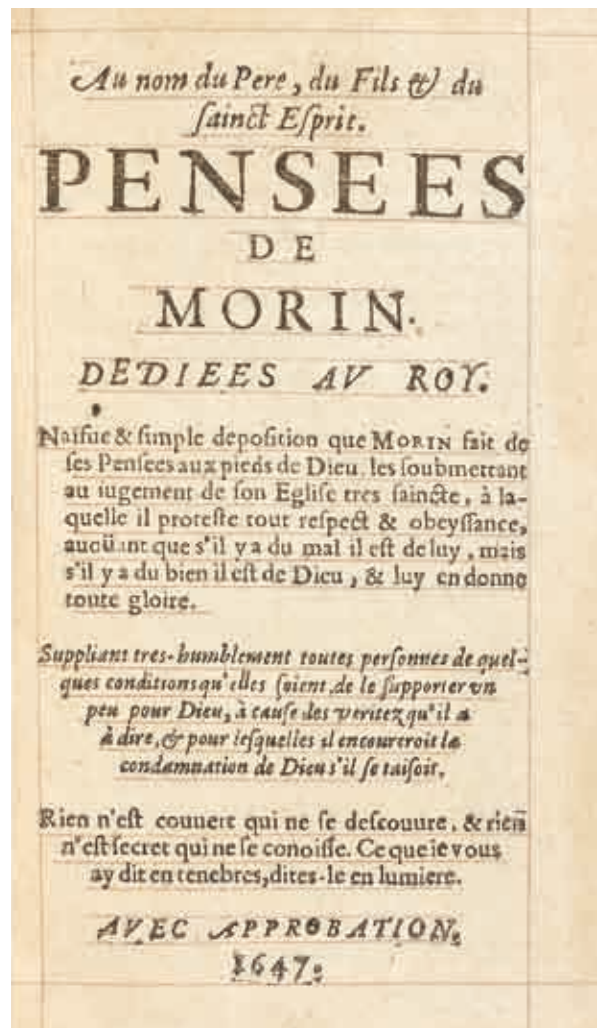 Au nom du Pere, du Fils & du
ſainct Eſprit.
PENSEES
DE
MORIN.
DEDIEES AV ROY.
Naïfue & ſimple depoſition que MORIN fait de
ſes Penſees aux pieds de Dieu, les ſoubmettant
au iugement de ſon Egliſe tres ſaincte, à la-
quelle il proteſte tout reſpect & obeyſſance,
auoüant que s'il y a du mal il eſt de luy, mais
s'il y a du bien il eſt de Dieu, & luy en donne
toute gloire.
Suppliant tres-humblement toutes perſonnes de quel-
ques conditions qu'elles ſoient, de le ſupporter vn
peu pour Dieu, à cauſe des veritez qu'il a
à dire, & pour leſquelles il encourroit la
condamnation de Dieu s'il ſe taiſoit.
Rien n'eſt couuert qui ne ſe deſcouure, & rien
n'eſt ſecret qui ne ſe conoiſſe. Ce que ie vous
ay dit en tenebres, dites-le en lumiere.
AVEC APPROBATION.
1647.